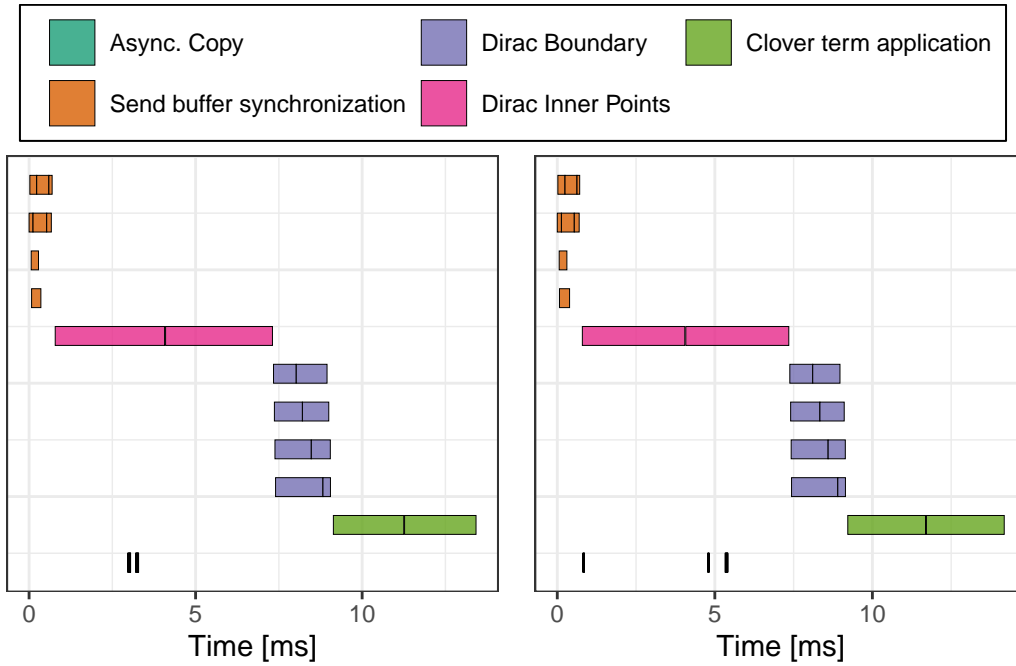 Async. Copy
Dirac Boundary
Clover term application
Send buffer synchronization
Dirac Inner Points
0
5
10
0
5
10
Time [ms]
Time [ms]